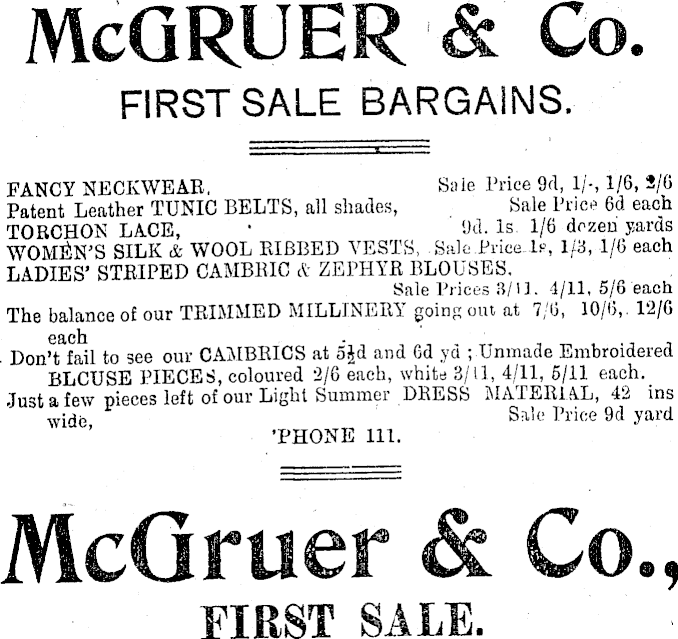 McGRUER & Co.
FIRST SALE BARGAINS.
FANCY NECKWEAR, Sale Price 9d, 1/-, 1/6, 2/6
Patent Leather TUNIC BELTS, all shades, Sale Price 6d each
TORCHON LACE, 9d. 1s. 1/6 dozen yards
WOMEN'S SILK & WOOL RIBBED VESTS, Sale Price 1s, 1/3, 1/6 each
LADIES' STRIPED CAMBRIC & ZEPHYR BLOUSES.
Sale Prices 3/11. 4/11, 5/6 each
The balance of our TRIMMED MILLINERY going out at 7/6, 10/6, 12/6
each
Don't fail to see our CAMBRICS at 5½d and 6d yd ; Unmade Embroidered
BLCUSE PIECES, coloured 2/6 each, white 3/11, 4/11, 5/11 each.
Just a few pieces left of our Light Summer DRESS MATERIAL, 42 ins
wide, Sale Price 9d yard
'PHONE 111.
McGruer & Co.,
FIRST SALE.